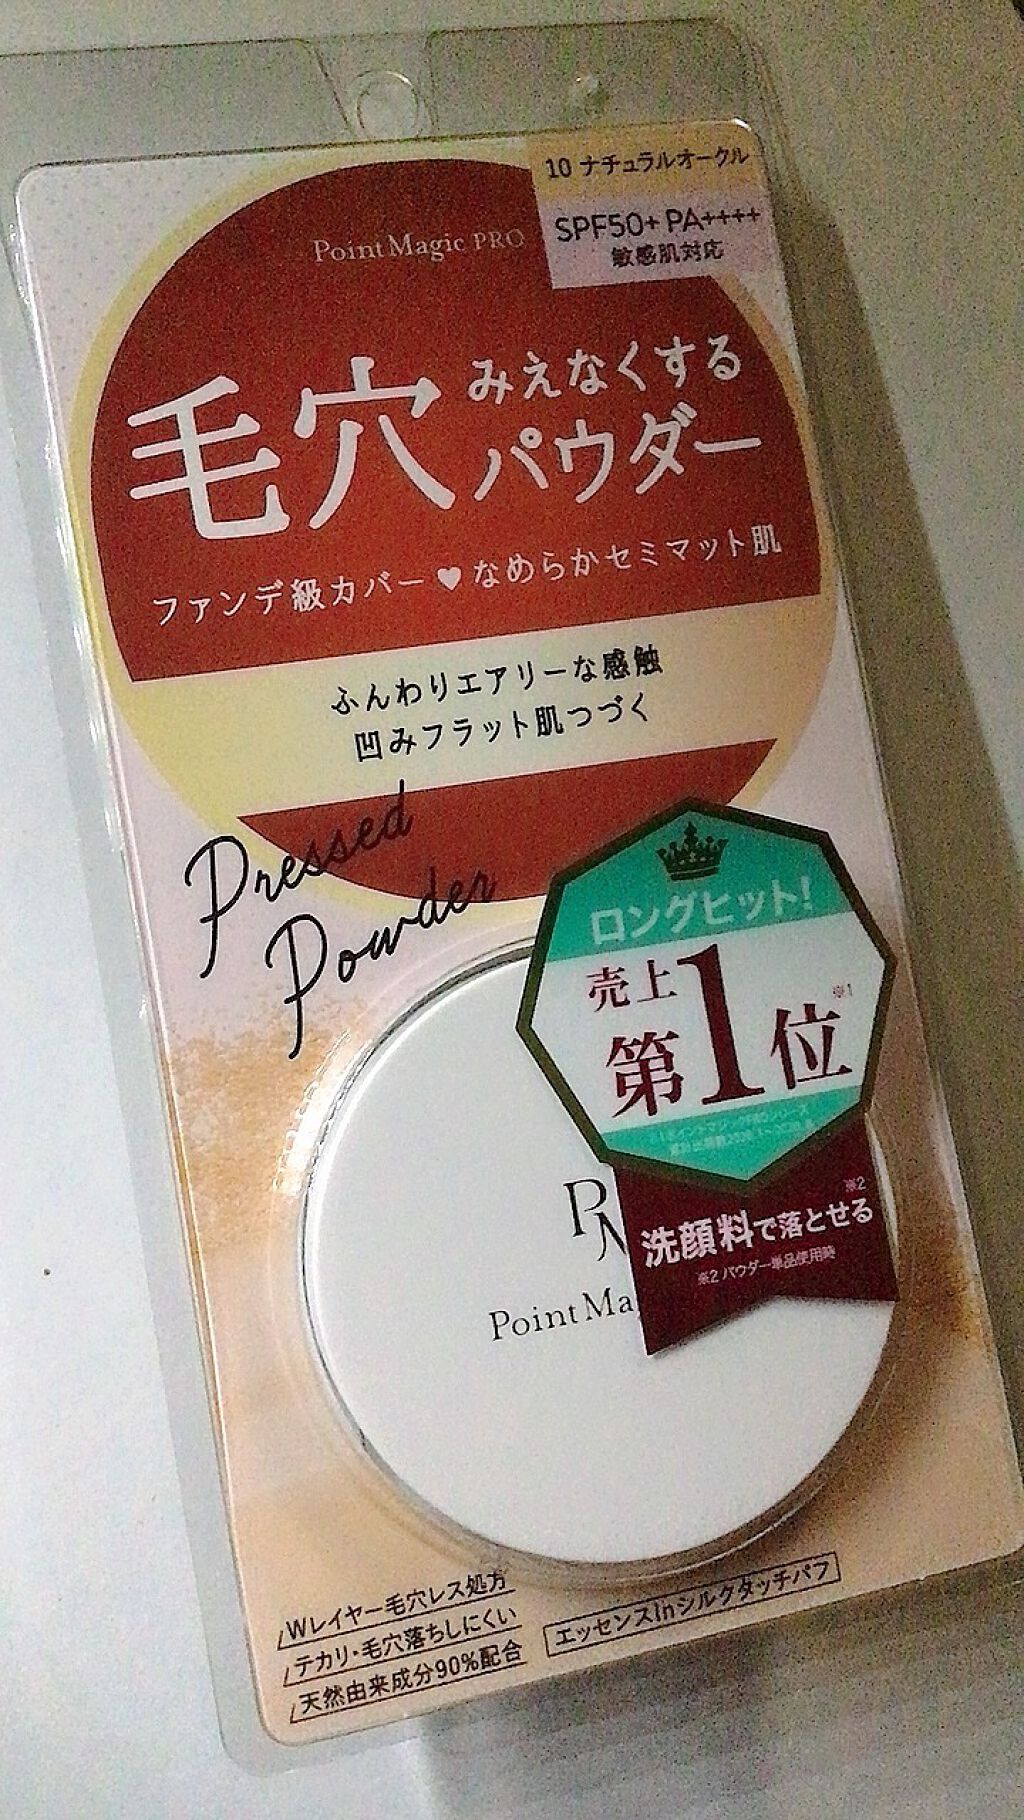 10 ナチュラルオークル
SPF50+ PA++++
敏感肌対応
PointMagic PRO
毛穴みえなくする
パウダー
ファンデ級カバー♥なめらかセミマット肌
ふんわりエアリーな感触
凹みフラット肌つづく
Pressed
Powder
ロングヒット!
売上
第1位※1
※2
洗顔料で落とせる
※2 パウダー単品使用時
P
PointMa
Wレイヤー毛穴レス処方
テカリ・毛穴落ちしにくい
天然由来成分90%配合
エッセンスInシルクタッチパフ